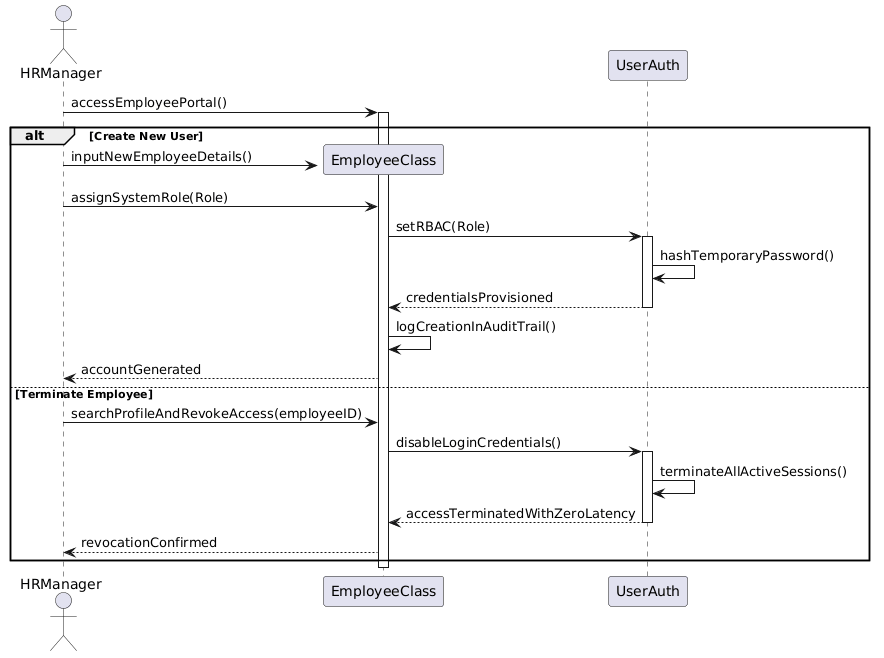 HRManager
UserAuth
accessEmployeePortal()
alt [Create New User]
inputNewEmployeeDetails()
EmployeeClass
assignSystemRole(Role)
setRBAC(Role)
hashTemporaryPassword()
credentialsProvisioned
logCreationInAuditTrail()
accountGenerated
[Terminate Employee]
searchProfileAndRevokeAccess(employeeID)
disableLoginCredentials()
terminateAllActiveSessions()
accessTerminatedWithZeroLatency
revocationConfirmed
HRManager
EmployeeClass
UserAuth